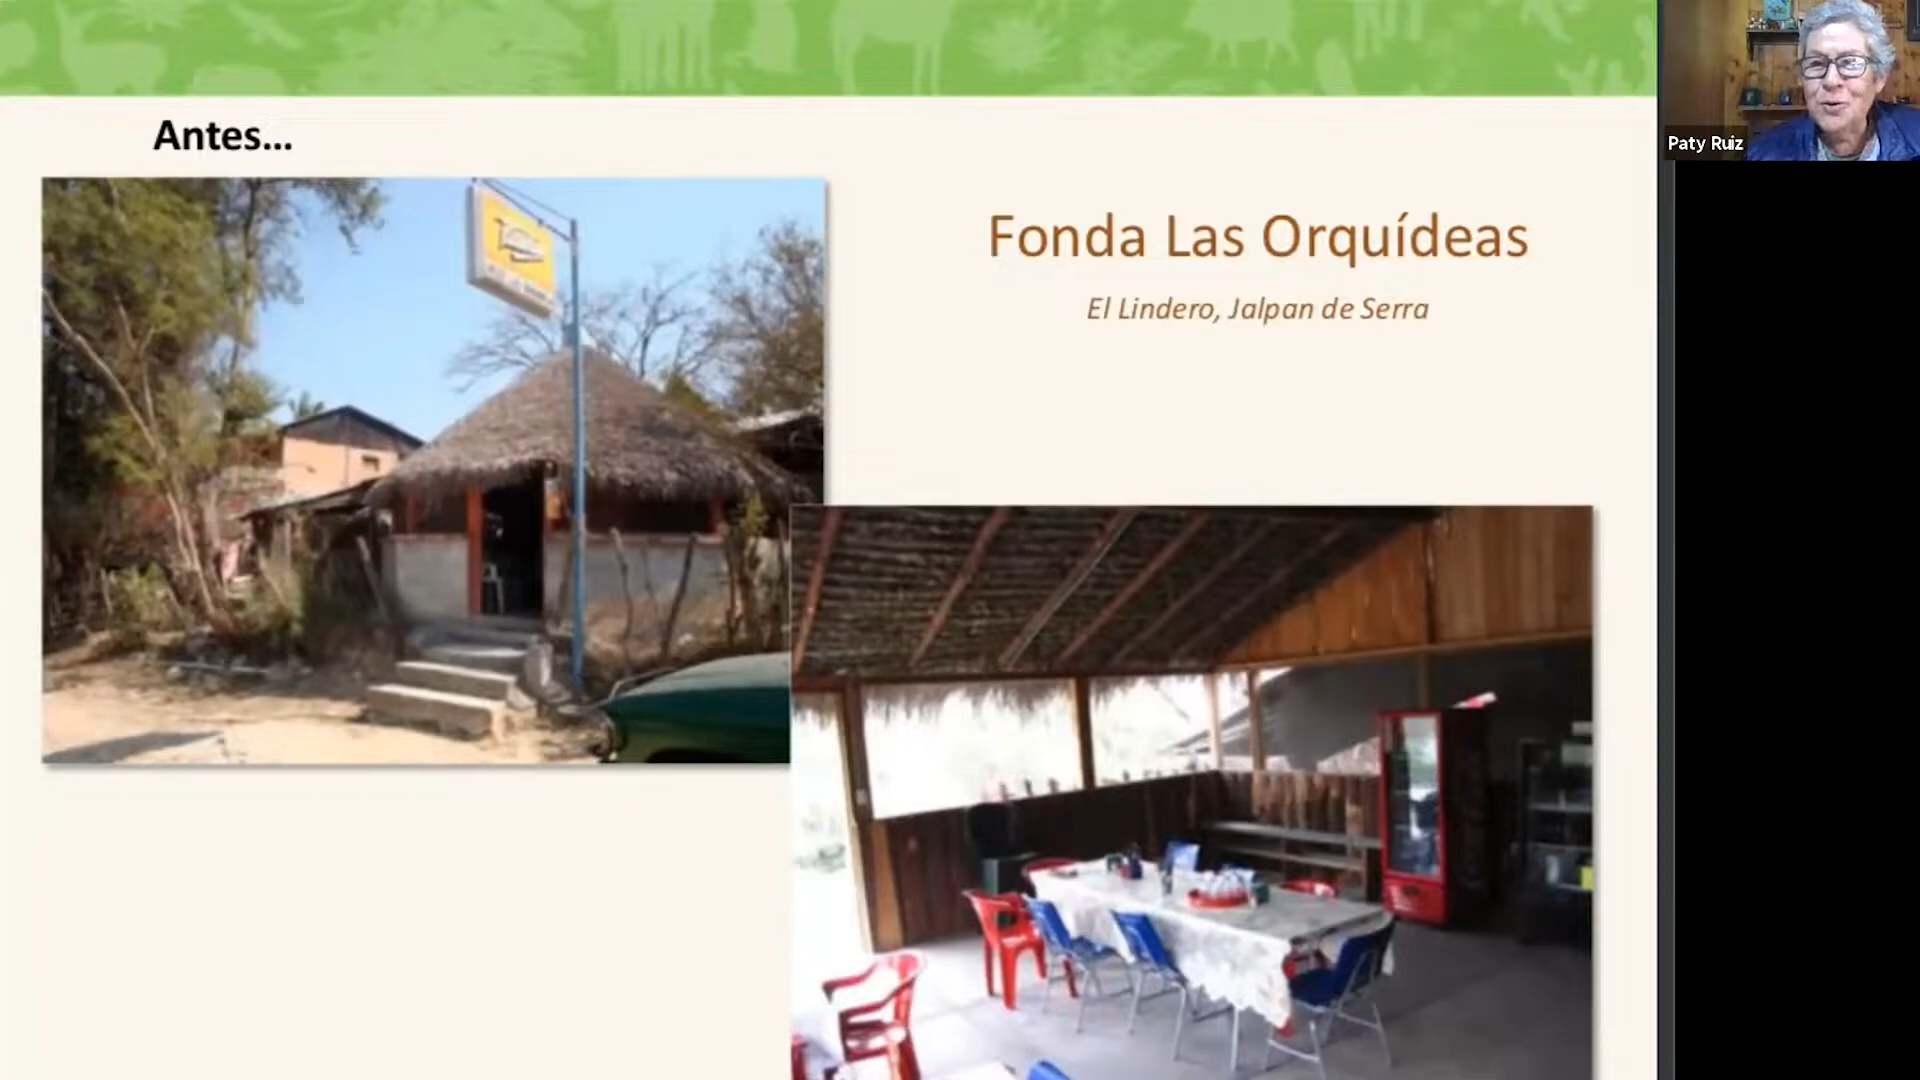 Antes...
Fonda Las Orquídeas
El Lindero, Jalpan de Serra
Paty Ruiz